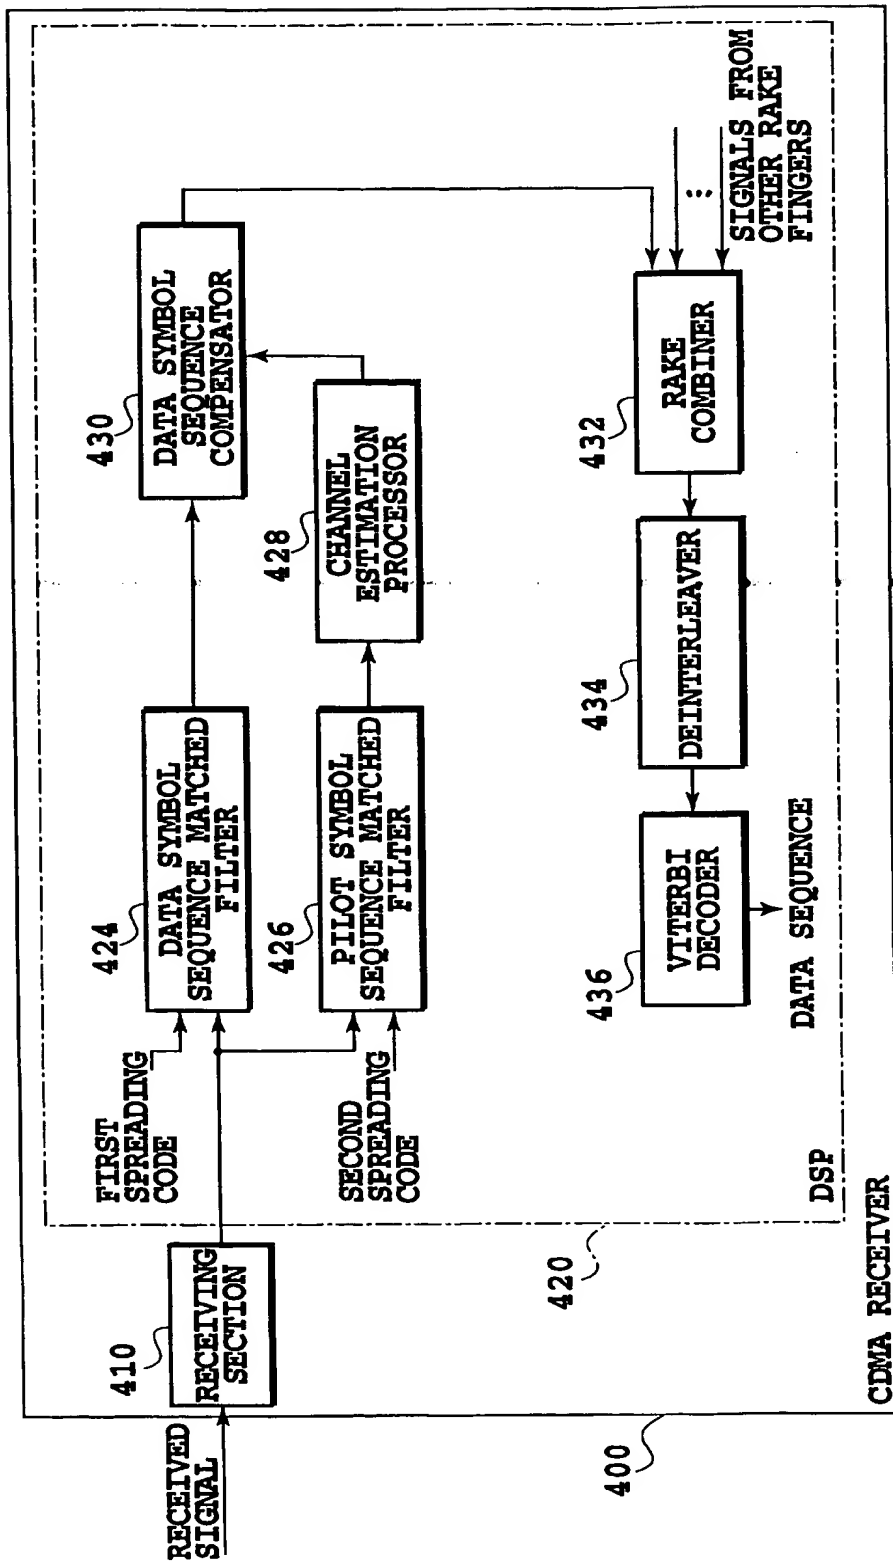 RECEIVED
SIGNAL
410
RECEIVING
SECTION
FIRST
SPREADING
CODE
424
DATA SYMBOL
SEQUENCE MATCHED
FILTER
430
DATA SYMBOL
SEQUENCE
COMPENSATOR
SECOND
SPREADING
CODE
426
PILOT SYMBOL
SEQUENCE MATCHED
FILTER
428
CHANNEL
ESTIMATION
PROCESSOR
436
VITERBI
DECODER
434
DEINTERLEAVER
432
RAKE
COMBINER
SIGNALS FROM
OTHER RAKE
FINGERS
DATA SEQUENCE
420
DSP
400
CDMA RECEIVER